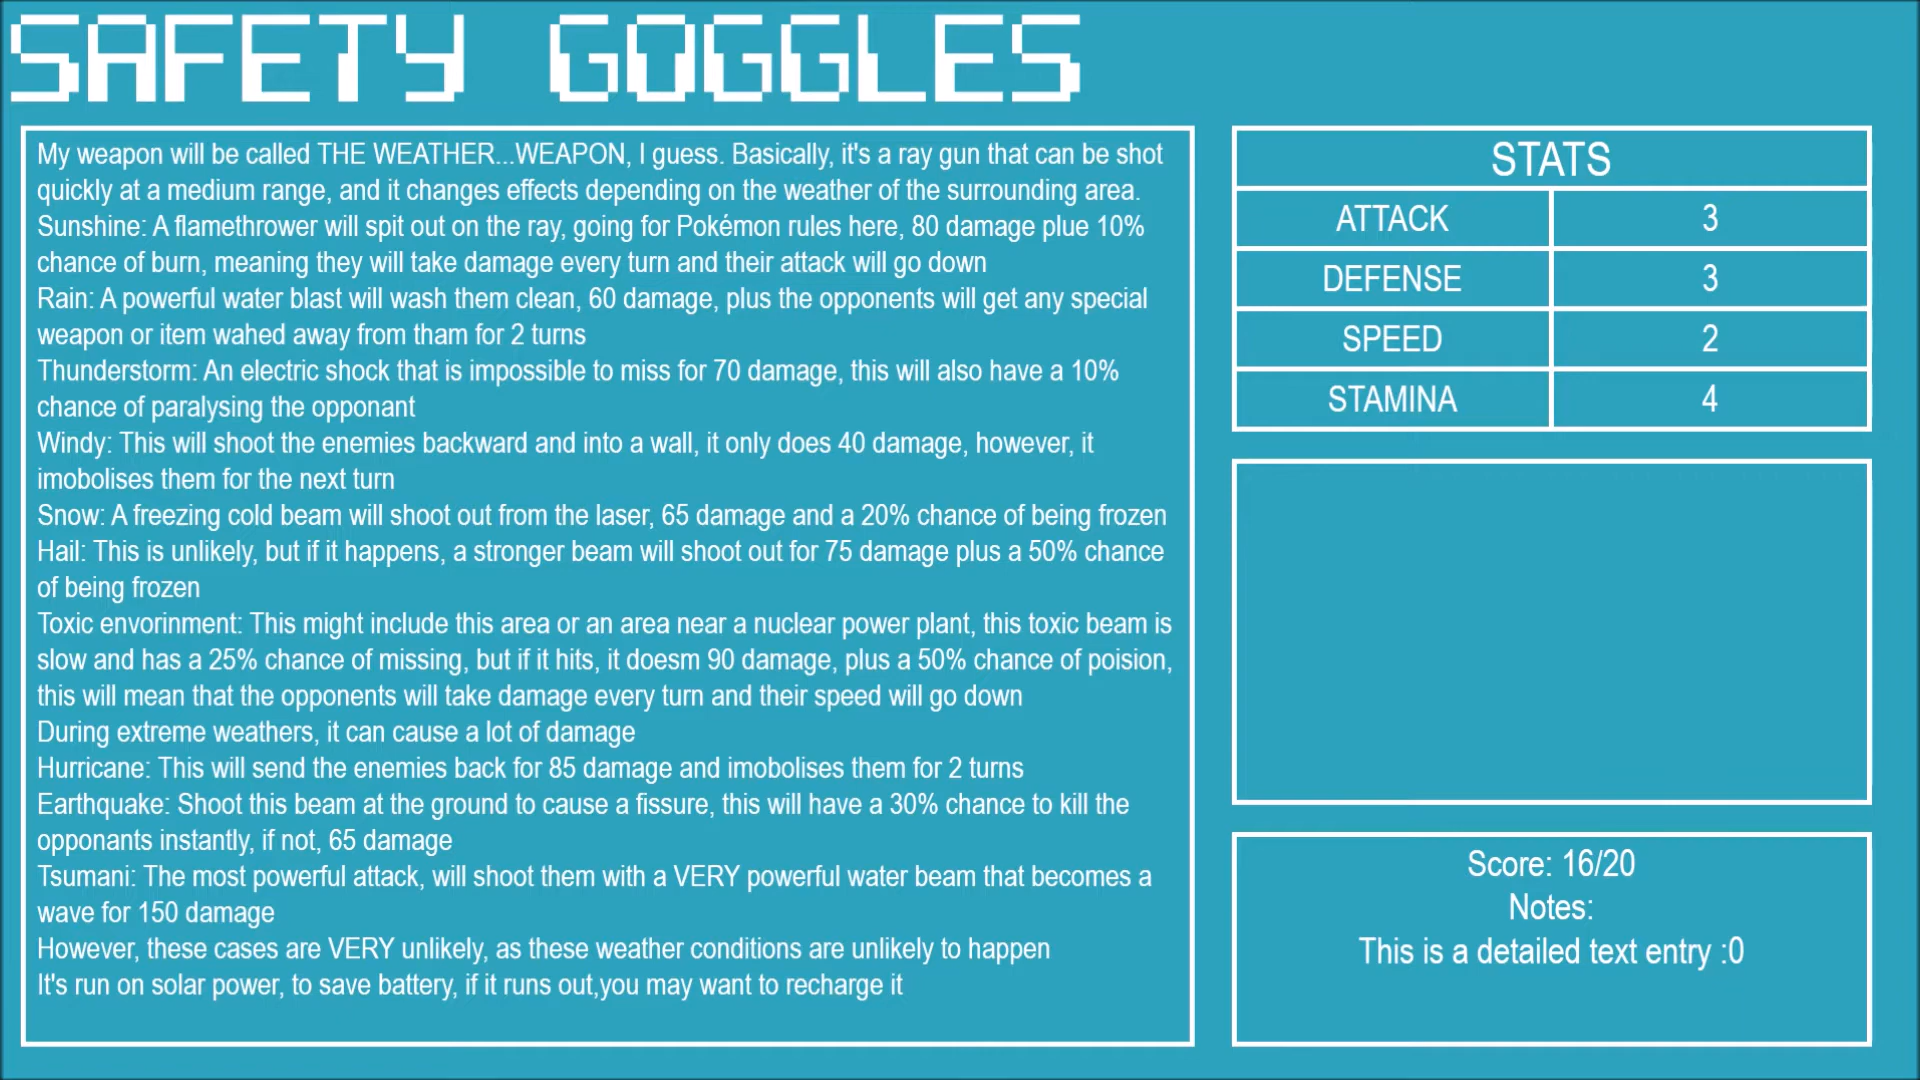 SAFETY GOGGLES
My weapon will be called THE WEATHER...WEAPON, I guess. Basically, it's a ray gun that can be shot
quickly at a medium range, and it changes effects depending on the weather of the surrounding area.
Sunshine: A flamethrower will spit out on the ray, going for Pokémon rules here, 80 damage plue 10%
chance of burn, meaning they will take damage every turn and their attack will go down
Rain: A powerful water blast will wash them clean, 60 damage, plus the opponents will get any special
weapon or item wahed away from tham for 2 turns
Thunderstorm: An electric shock that is impossible to miss for 70 damage, this will also have a 10%
chance of paralysing the opponant
Windy: This will shoot the enemies backward and into a wall, it only does 40 damage, however, it
imobolises them for the next turn
Snow: A freezing cold beam will shoot out from the laser, 65 damage and a 20% chance of being frozen
Hail: This is unlikely, but if it happens, a stronger beam will shoot out for 75 damage plus a 50% chance
of being frozen
Toxic envorinment: This might include this area or an area near a nuclear power plant, this toxic beam is
slow and has a 25% chance of missing, but if it hits, it doesm 90 damage, plus a 50% chance of poision,
this will mean that the opponents will take damage every turn and their speed will go down
During extreme weathers, it can cause a lot of damage
Hurricane: This will send the enemies back for 85 damage and imobolises them for 2 turns
Earthquake: Shoot this beam at the ground to cause a fissure, this will have a 30% chance to kill the
opponants instantly, if not, 65 damage
Tsumani: The most powerful attack, will shoot them with a VERY powerful water beam that becomes a
wave for 150 damage
However, these cases are VERY unlikely, as these weather conditions are unlikely to happen
It's run on solar power, to save battery, if it runs out,you may want to recharge it
STATS
ATTACK 3
DEFENSE 3
SPEED 2
STAMINA 4
Score: 16/20
Notes:
This is a detailed text entry :0